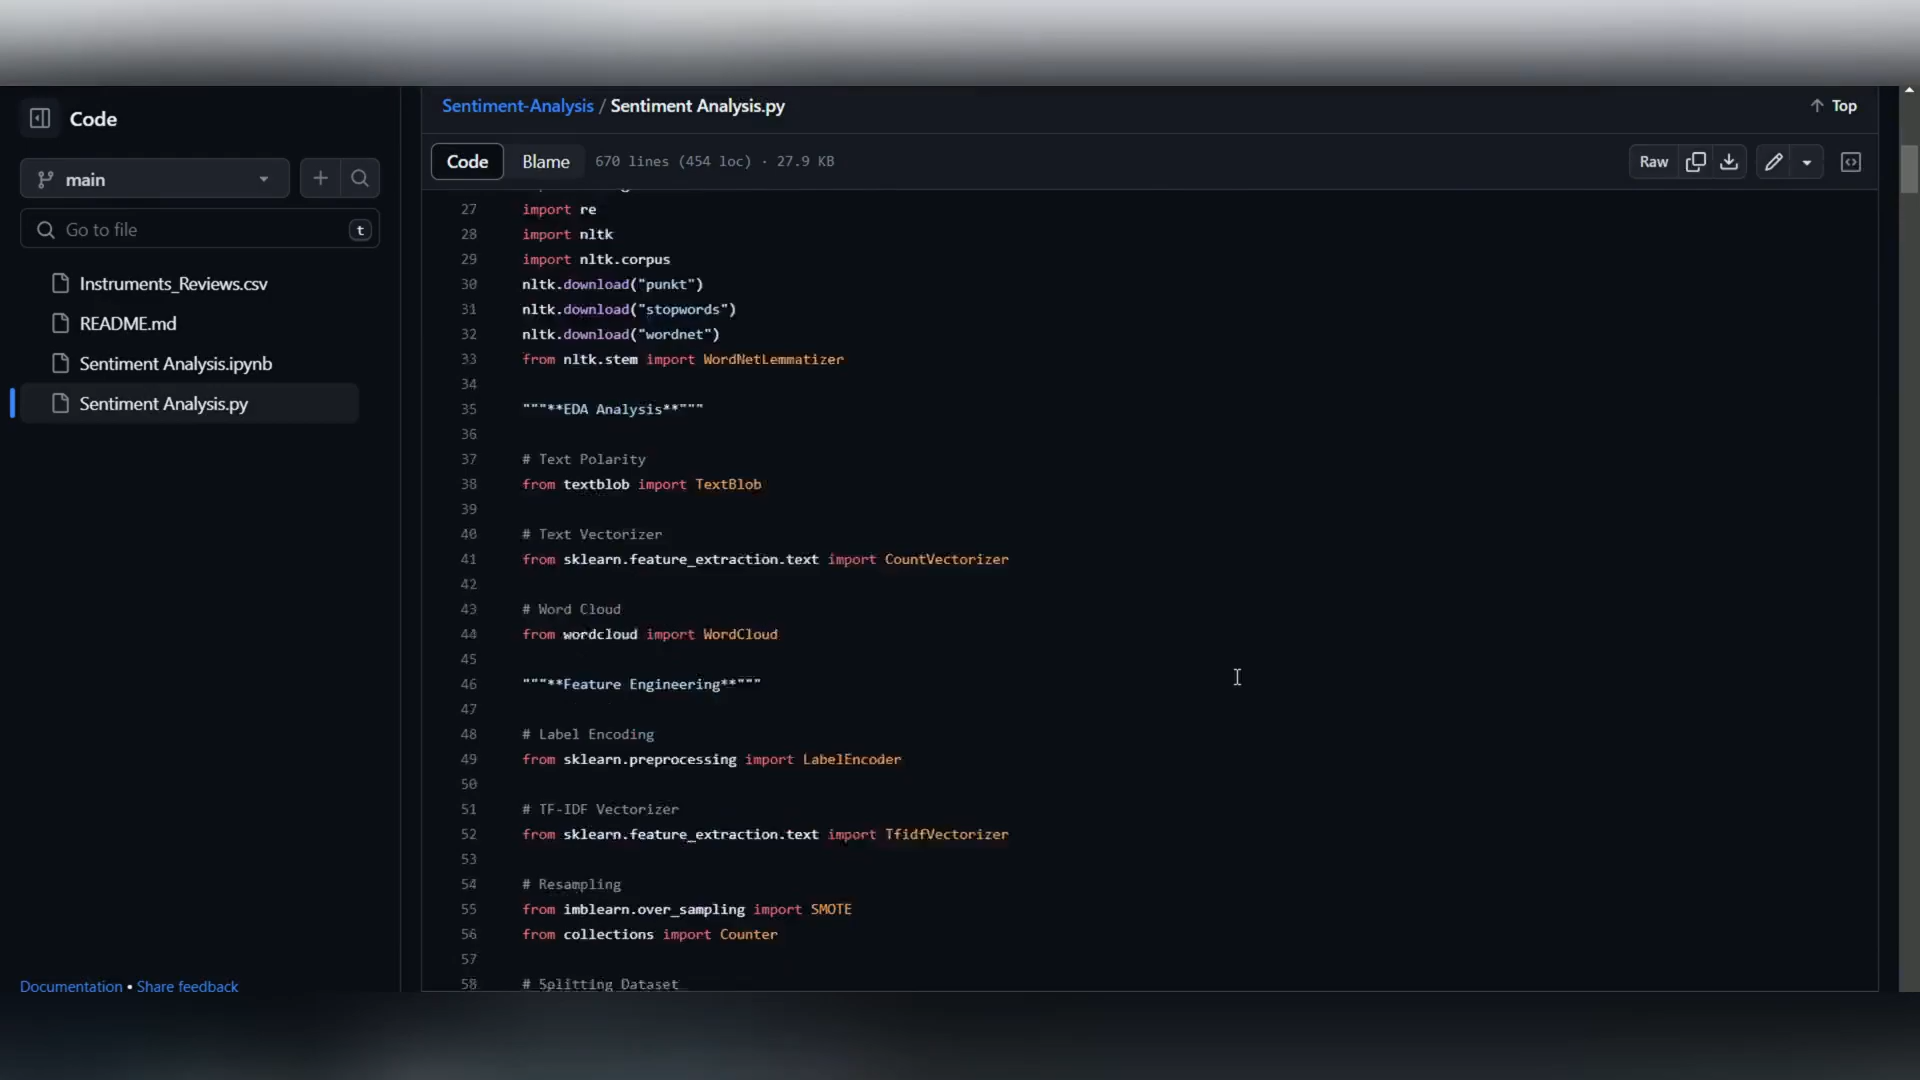 Code
main
Go to file
t
Instruments_Reviews.csv
README.md
Sentiment Analysis.ipynb
Sentiment Analysis.py
Documentation • Share feedback
Sentiment-Analysis / Sentiment Analysis.py
Top
Code Blame 670 lines (454 loc) · 27.9 KB
Raw
27 import re
28 import nltk
29 import nltk.corpus
30 nltk.download("punkt")
31 nltk.download("stopwords")
32 nltk.download("wordnet")
33 from nltk.stem import WordNetLemmatizer
34
35 """**EDA Analysis**"""
36
37 # Text Polarity
38 from textblob import TextBlob
39
40 # Text Vectorizer
41 from sklearn.feature_extraction.text import CountVectorizer
42
43 # Word Cloud
44 from wordcloud import WordCloud
45
46 """**Feature Engineering**"""
47
48 # Label Encoding
49 from sklearn.preprocessing import LabelEncoder
50
51 # TF-IDF Vectorizer
52 from sklearn.feature_extraction.text import TfidfVectorizer
53
54 # Resampling
55 from imblearn.over_sampling import SMOTE
56 from collections import Counter
57
58 # Splitting Dataset